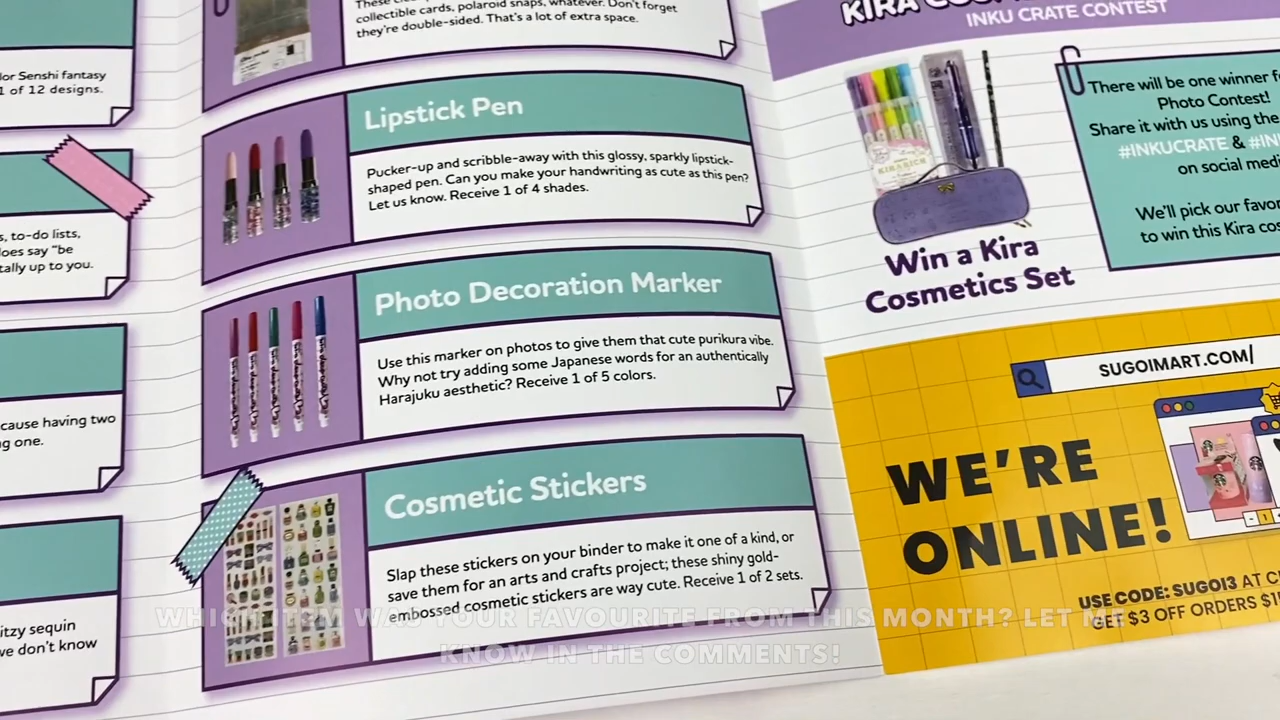 lor Senshi fantasy
1 of 12 designs.
s, to-do lists,
does say "be
tally up to you.
cause having two
ng one.
itzy sequin
we don't know
These
collectible cards, polaroid snaps, whatever. Don't forget
they're double-sided. That's a lot of extra space.
Lipstick Pen
Pucker-up and scribble-away with this glossy, sparkly lipstick-
shaped pen. Can you make your handwriting as cute as this pen?
Let us know. Receive 1 of 4 shades.
Photo Decoration Marker
Use this marker on photos to give them that cute purikura vibe.
Why not try adding some Japanese words for an authentically
Harajuku aesthetic? Receive 1 of 5 colors.
Cosmetic Stickers
Slap these stickers on your binder to make it one of a kind, or
save them for an arts and crafts project; these shiny gold-
embossed cosmetic stickers are way cute. Receive 1 of 2 sets.
KIRA
INKU CRATE CONTEST
KIRARICH
Win a Kira
Cosmetics Set
There will be one winner f
Photo Contest!
Share it with us using the
#INKUCRATE & #IN
on social medi
We'll pick our favor
to win this Kira cos
SUGOIMART.COM/
WE'RE
ONLINE!
USE CODE: SUGOI3 AT C
GET $3 OFF ORDERS $1
WHICH ITEM WAS YOUR FAVOURITE FROM THIS MONTH? LET ME
KNOW IN THE COMMENTS!